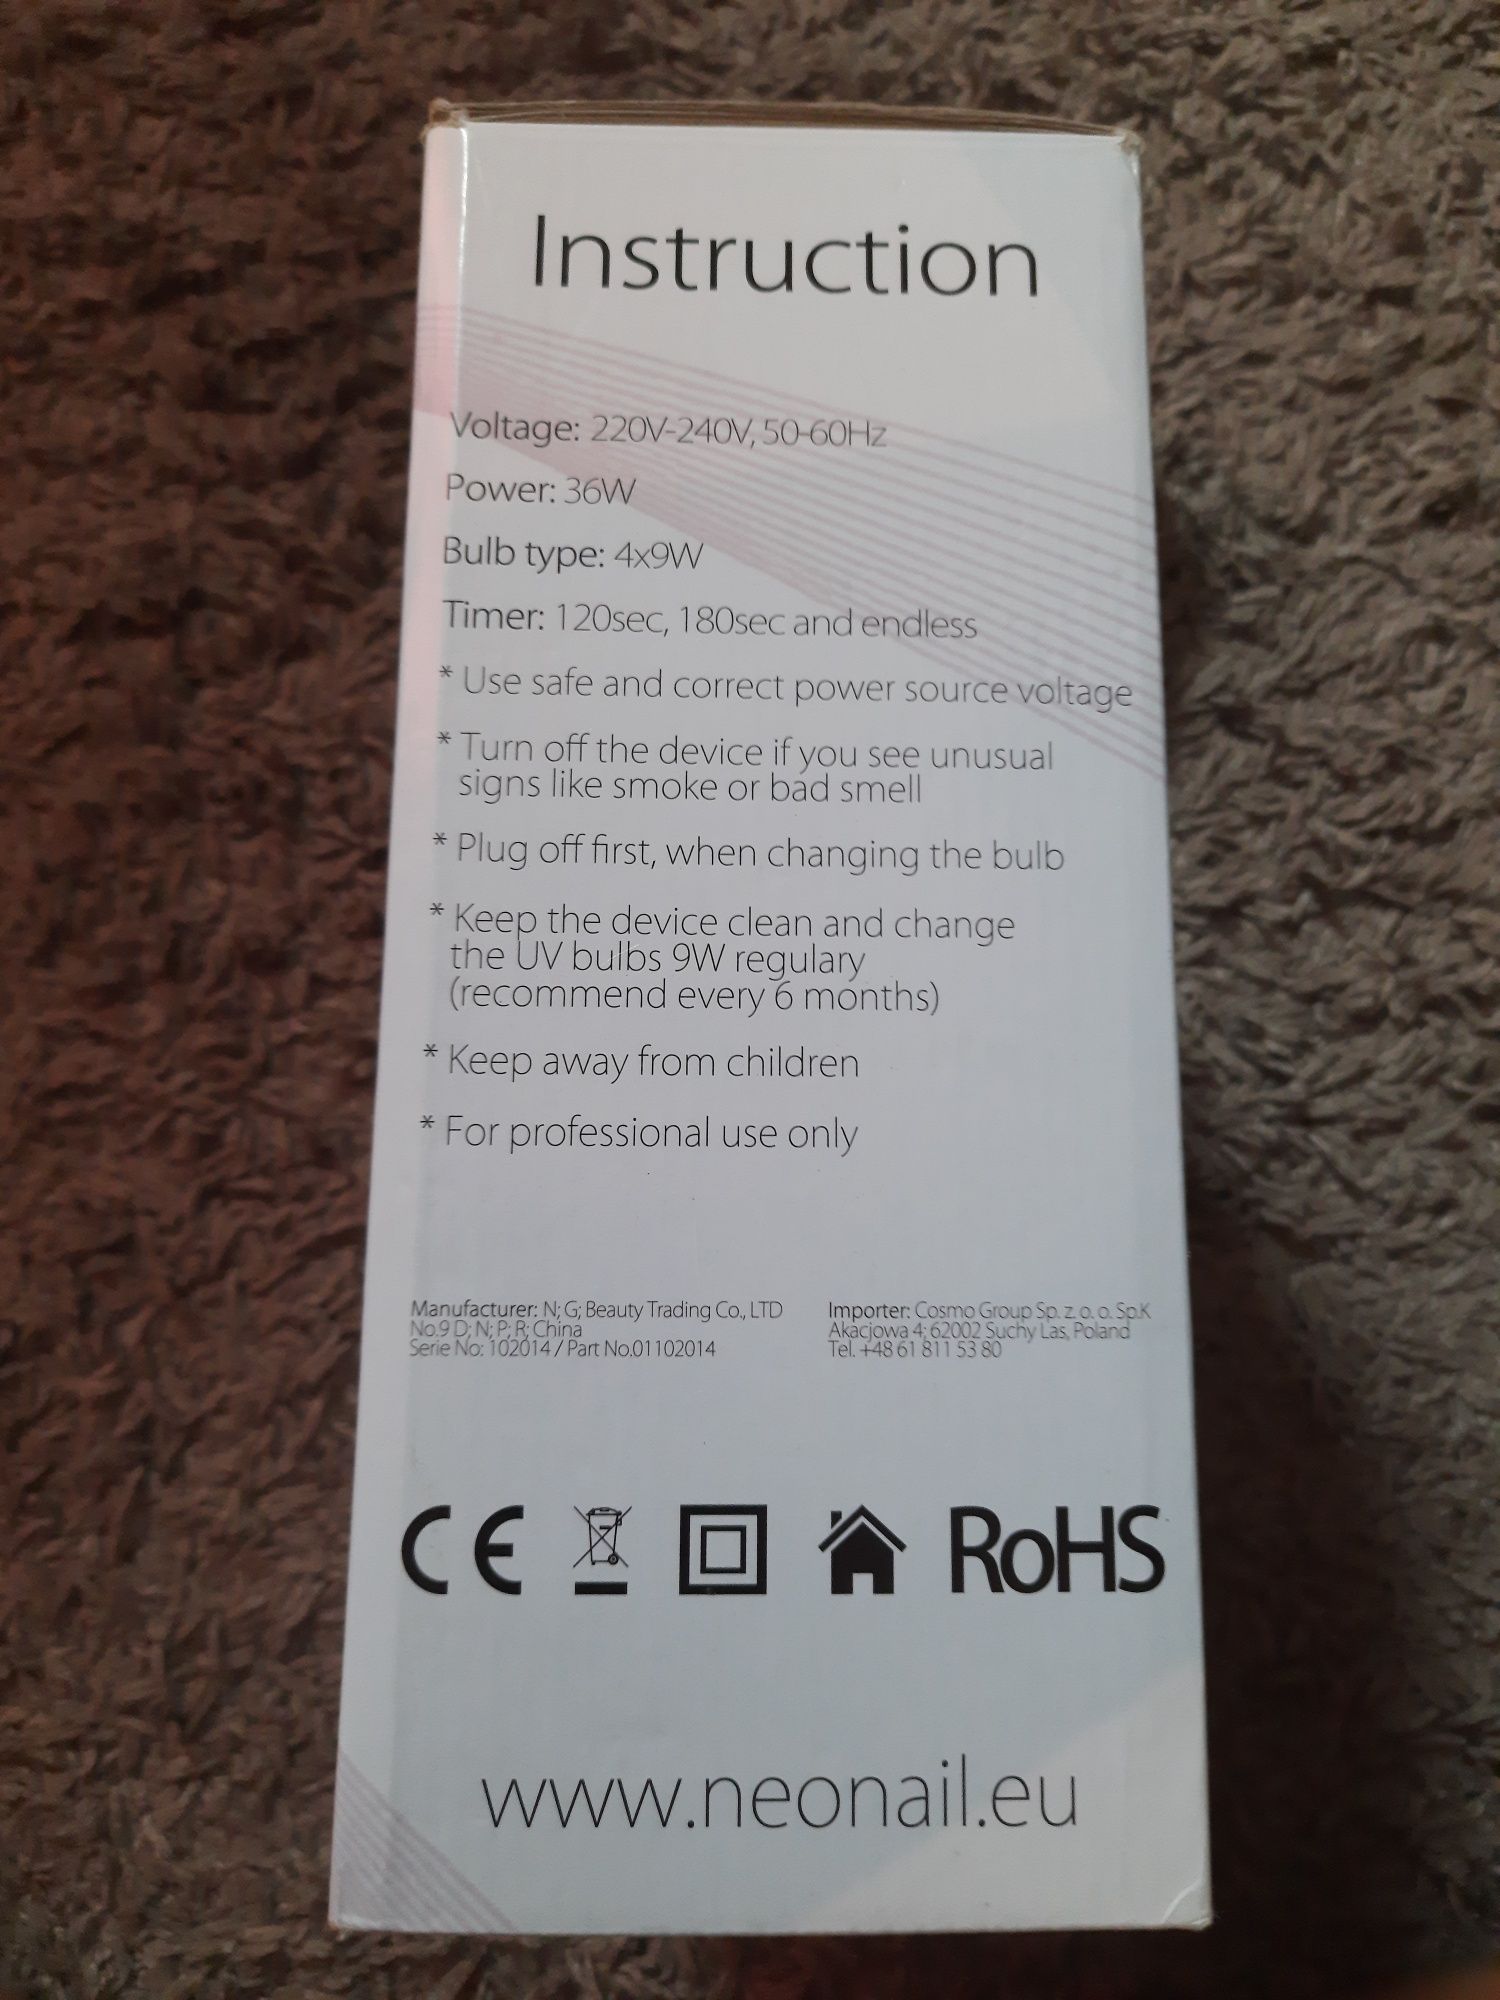 Instruction
Voltage: 220V-240V, 50-60Hz
Power: 36W
Bulb type: 4x9W
Timer: 120sec, 180sec and endless
* Use safe and correct power source voltage
* Turn off the device if you see unusual
signs like smoke or bad smell
* Plug off first, when changing the bulb
* Keep the device clean and change
the UV bulbs 9W regulary
(recommend every 6 months)
* Keep away from children
* For professional use only
Manufacturer: N; G; Beauty Trading Co., LTD
No.9 D; N; P; R; China
Serie No: 102014 / Part No.01102014
Importer: Cosmo Group Sp. z. o. o. Sp.K
Akacjowa 4; 62002 Suchy Las, Poland
Tel. +48 61 811 53 80
CE RoHS
www.neonail.eu